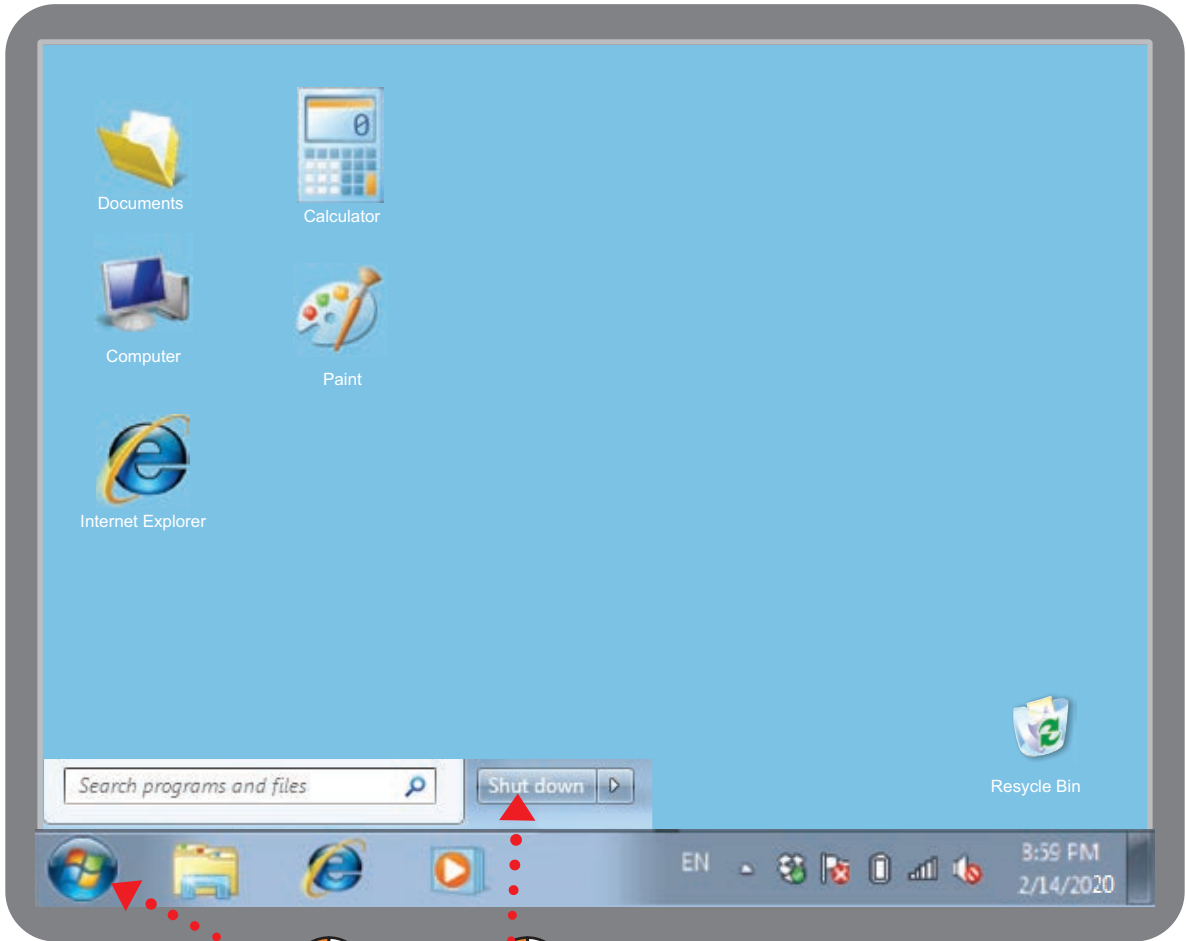 0
Documents
Calculator
Computer
Paint
Internet Explorer
Resycle Bin
Search programs and files
Shut down
EN
3:59 PM
2/14/2020